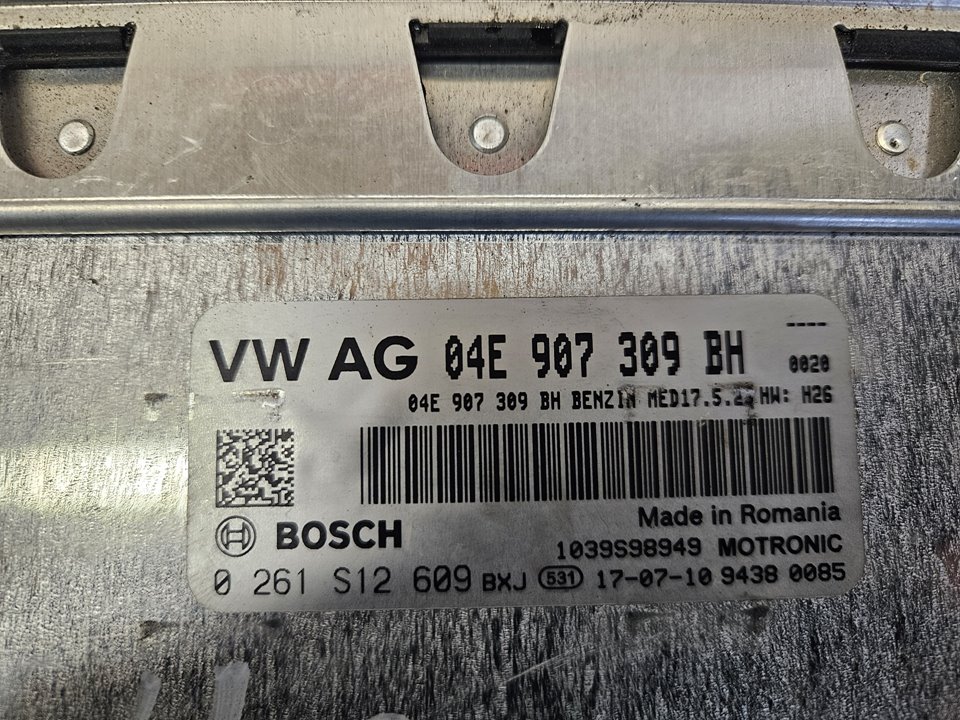 ----
VW AG 04E 907 309 BH 0020
04E 907 309 BH BENZIN MED17.5.2 HW: H26
Made in Romania
BOSCH
1039S98949 MOTRONIC
0 261 S12 609 BXJ 531 17-07-10 9438 0085